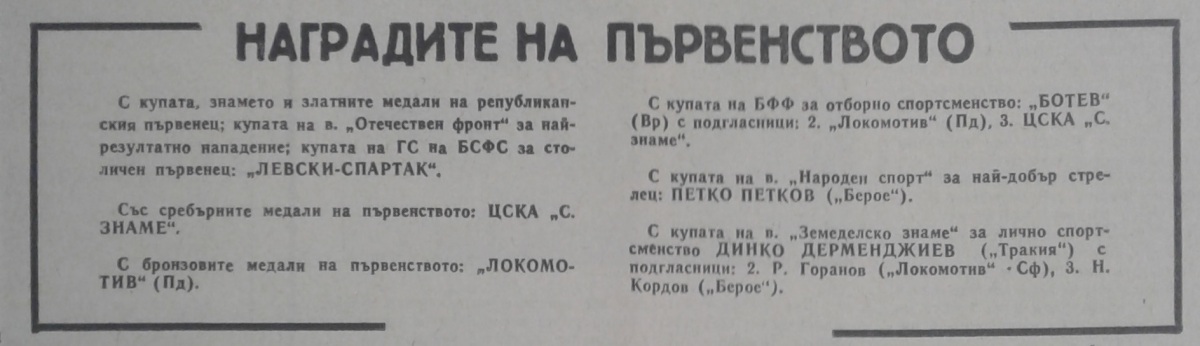 НАГРАДИТЕ НА ПЪРВЕНСТВОТО
С купата, знамето и златните медали на републикан-
ския първенец; купата на в. „Отечествен фронт“ за най-
резултатно нападение; купата на ГС на БСФС за сто-
личен първенец: „ЛЕВСКИ-СПАРТАК“.
Със сребърните медали на първенството: ЦСКА „С.
ЗНАМЕ“.
С бронзовите медали на първенството: „ЛОКОМО-
ТИВ“ (Пд).
С купата на БФФ за отборно спортсменство: „БОТЕВ“
(Вр) с подгласници: 2. „Локомотив“ (Пд), 3. ЦСКА „С.
знаме“.
С купата на в. „Народен спорт“ за най-добър стре-
лец: ПЕТКО ПЕТКОВ („Берое“).
С купата на в. „Земеделско знаме“ за лично спорт-
сменство ДИНКО ДЕРМЕНДЖИЕВ („Тракия“) с
подгласници: 2. Р. Горанов („Локомотив“ · Сф), 3. Н.
Кордов („Берое“).